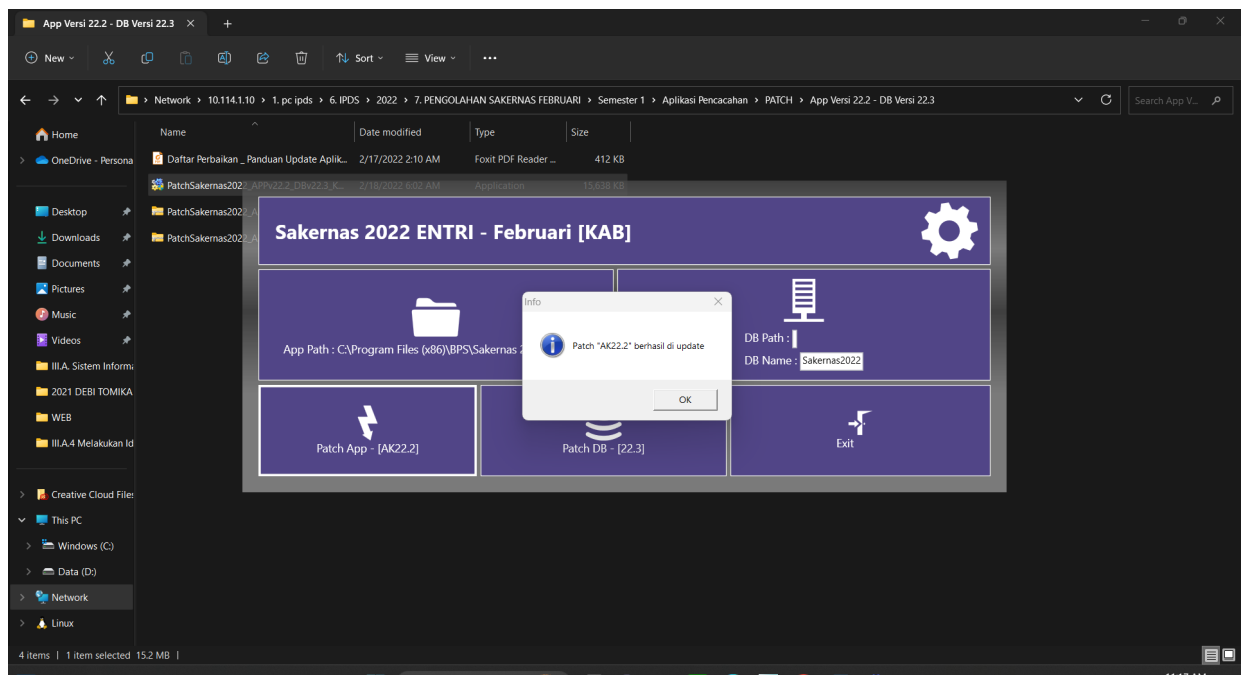 App Versi 22.2 - DB Versi 22.3
New
Sort
View
Network > 10.114.1.10 > 1. pc ipds > 6. IPDS > 2022 > 7. PENGOLAHAN SAKERNAS FEBRUARI > Semester 1 > Aplikasi Pencacahan > PATCH > App Versi 22.2 - DB Versi 22.3
Search App V...
Name Date modified Type Size
Home
OneDrive - Persona
Desktop
Downloads
Documents
Pictures
Music
Videos
III.A. Sistem Informa
2021 DEBI TOMIKA
WEB
III.A.4 Melakukan Id
Creative Cloud Files
This PC
Windows (C:)
Data (D:)
Network
Linux
Daftar Perbaikan _ Panduan Update Aplik... 2/17/2022 2:10 AM Foxit PDF Reader ... 412 KB
PatchSakernas2022_APPv22.2_DBv22.3_K... 2/18/2022 6:02 AM Application 15,638 KB
PatchSakernas2022_A
PatchSakernas2022_A
Sakernas 2022 ENTRI - Februari [KAB]
App Path : C:\Program Files (x86)\BPS\Sakernas 2
DB Path :
DB Name : Sakernas2022
Info
Patch "AK22.2" berhasil di update
OK
Patch App - [AK22.2]
Patch DB - [22.3]
Exit
4 items | 1 item selected 15.2 MB |